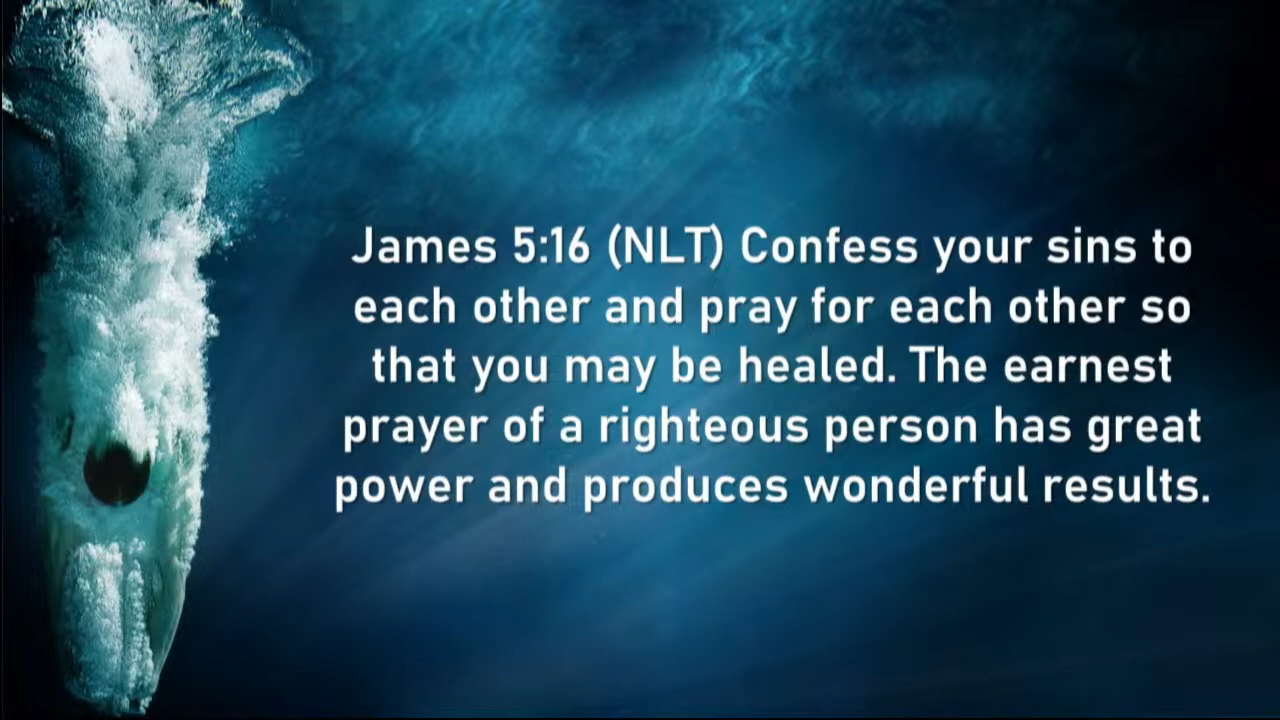 James 5:16 (NLT) Confess your sins to
each other and pray for each other so
that you may be healed. The earnest
prayer of a righteous person has great
power and produces wonderful results.